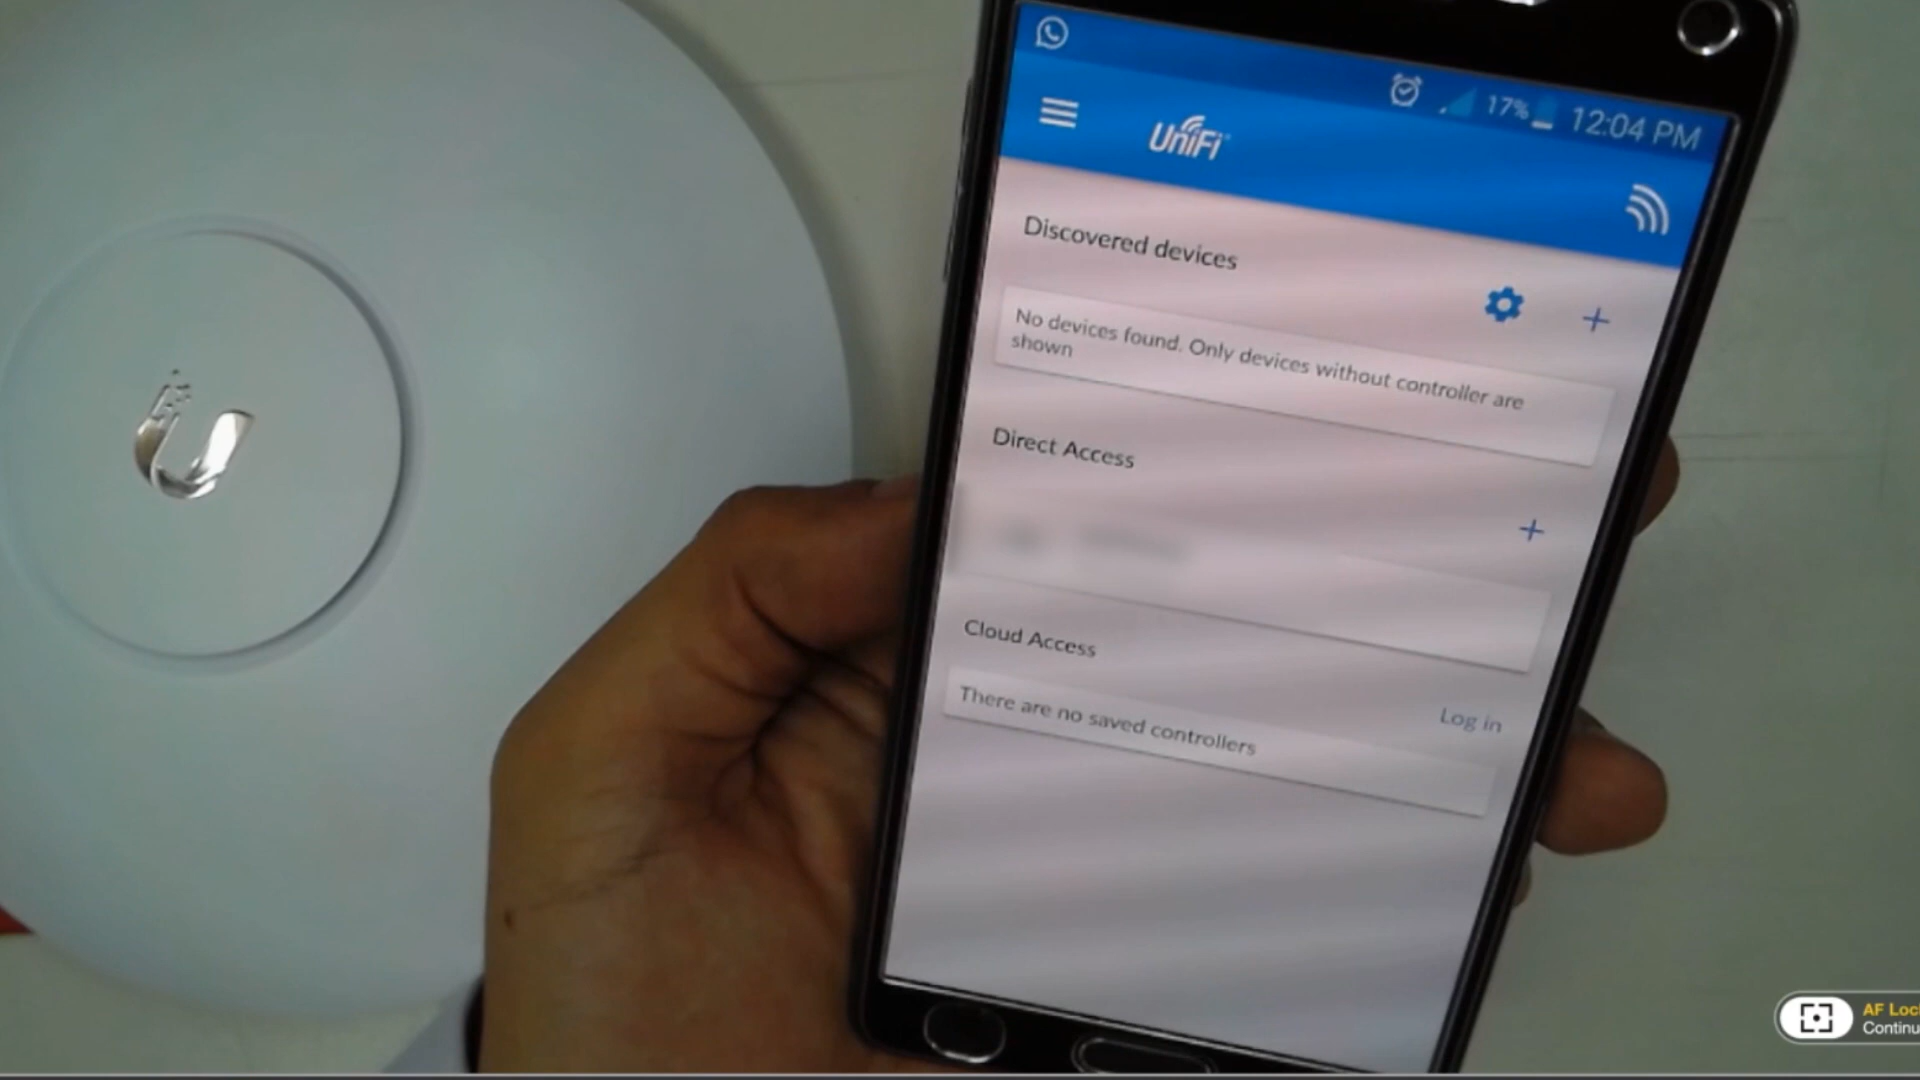 17% 12:04 PM
UniFi
Discovered devices
No devices found. Only devices without controller are
shown
Direct Access
Cloud Access
Log in
There are no saved controllers
AF Loc
Continu